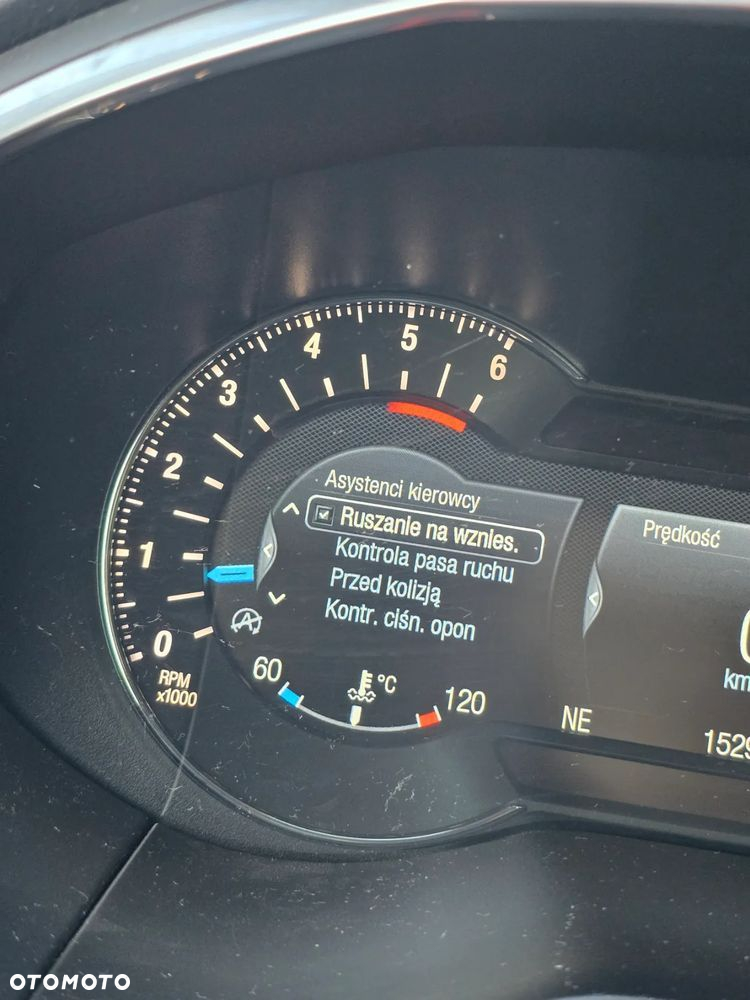 4
5
6
3
2
1
0
RPM
x1000
Asystenci kierowcy
Ruszanie na wznies.
Kontrola pasa ruchu
Przed kolizją
Kontr. ciśn. opon
60
°C
120
NE
Prędkość
km
OTOMOTO